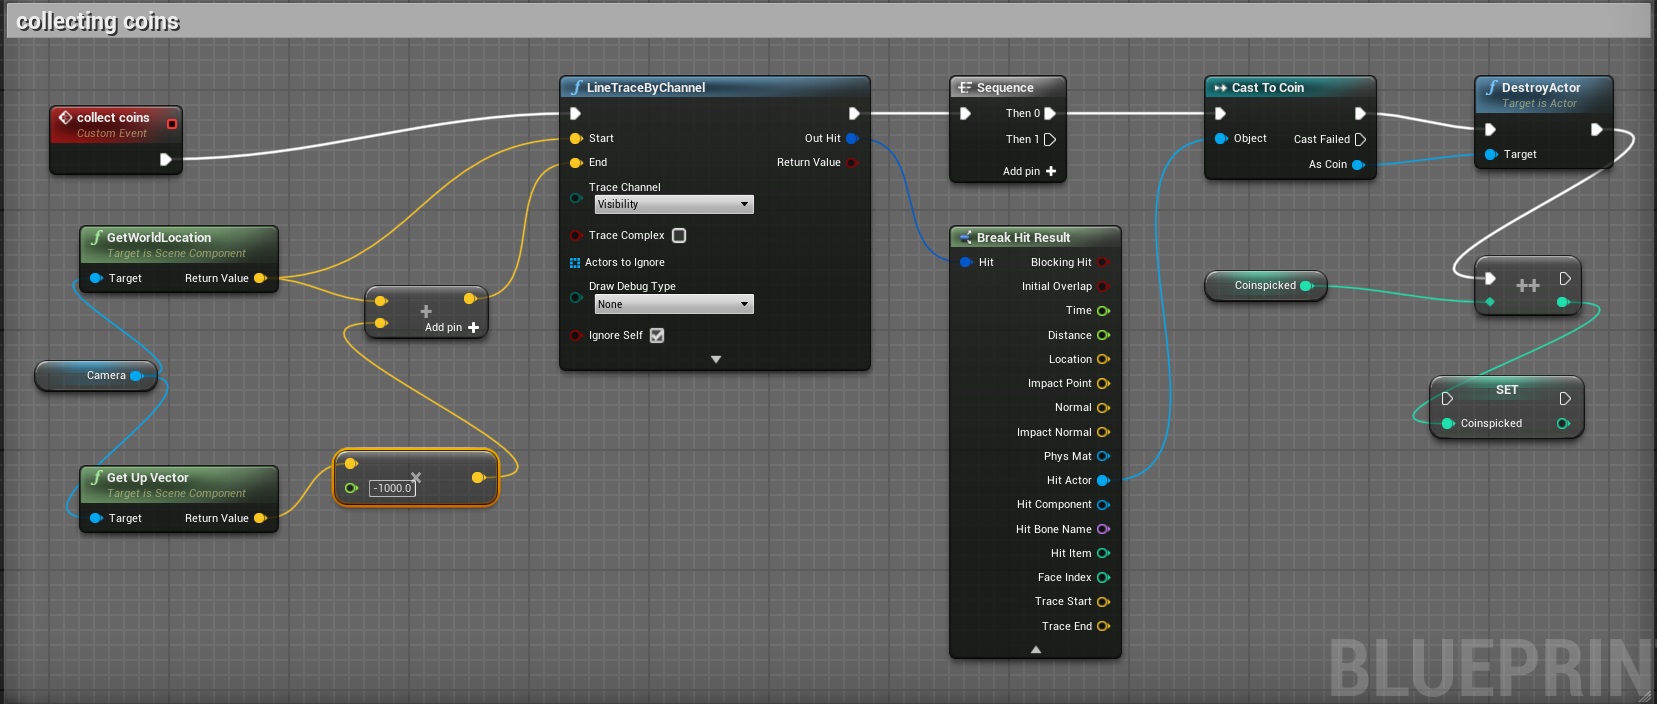 collecting coins
collect coins
Custom Event
GetWorldLocation
Target is Scene Component
Target
Return Value
Camera
Get Up Vector
Target is Scene Component
Target
Return Value
+
Add pin +
×
-1000.0
LineTraceByChannel
Start
End
Trace Channel
Visibility
Trace Complex
Actors to Ignore
Draw Debug Type
None
Ignore Self
Out Hit
Return Value
Sequence
Then 0
Then 1
Add pin +
Break Hit Result
Hit
Blocking Hit
Initial Overlap
Time
Distance
Location
Impact Point
Normal
Impact Normal
Phys Mat
Hit Actor
Hit Component
Hit Bone Name
Hit Item
Face Index
Trace Start
Trace End
Cast To Coin
Object
Cast Failed
As Coin
DestroyActor
Target is Actor
Target
Coinspicked
++
SET
Coinspicked
BLUEPRIN